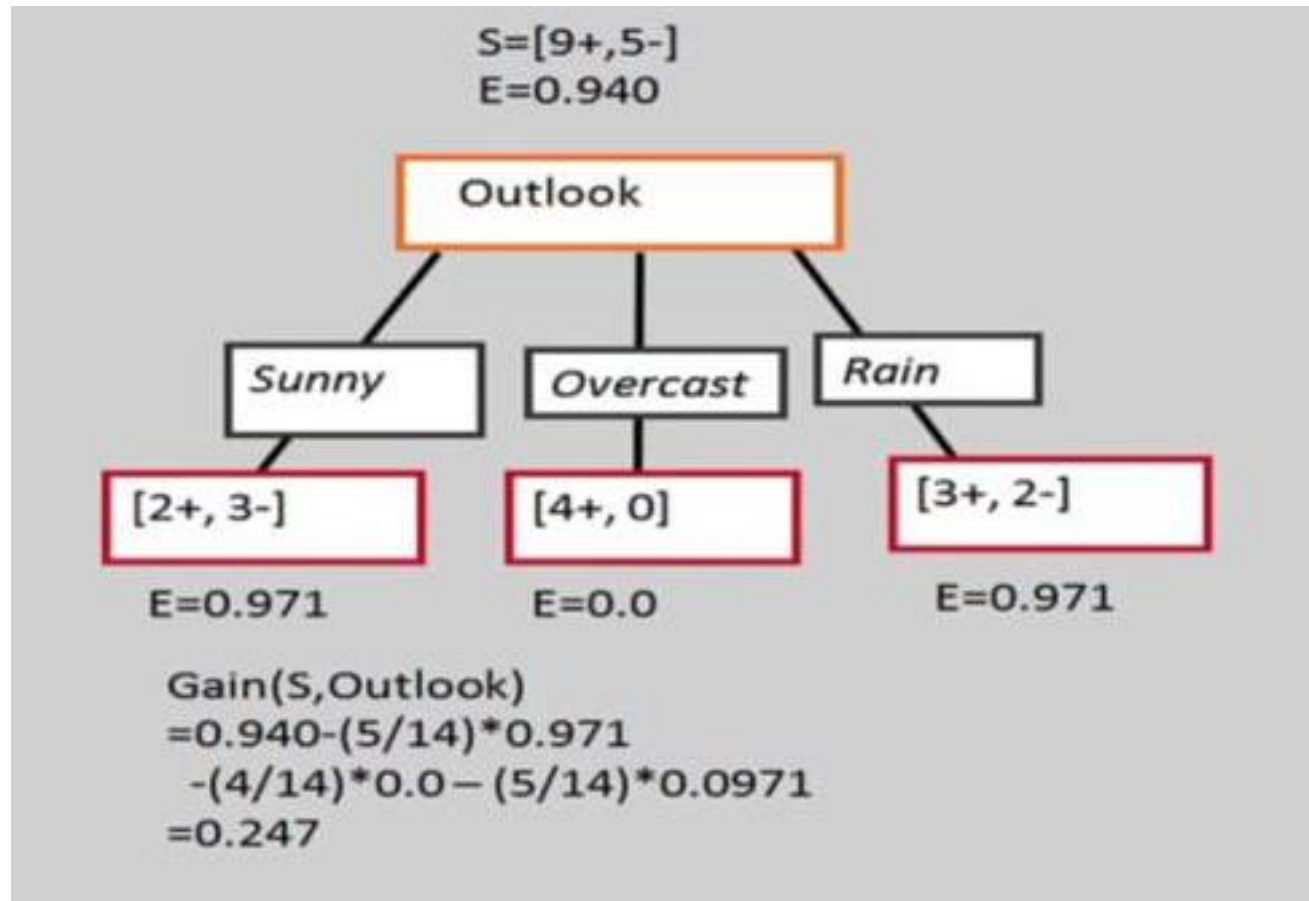 S=[9+,5-]
E=0.940
Outlook
Sunny
Overcast
Rain
[2+, 3-]
[4+, 0]
[3+, 2-]
E=0.971
E=0.0
E=0.971
Gain(S,Outlook)
=0.940-(5/14)*0.971
-(4/14)*0.0 – (5/14)*0.0971
=0.247